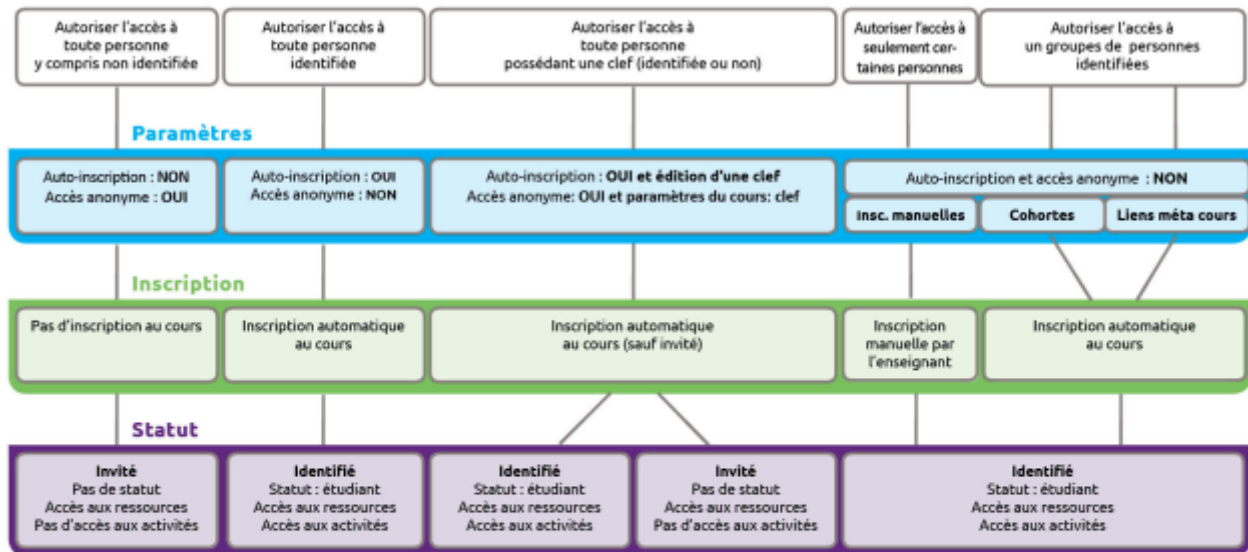 Autoriser l'accès à
toute personne
y compris non identifiée
Autoriser l'accès à
toute personne
identifiée
Autoriser l'accès à
toute personne
possédant une clef (identifiée ou non)
Autoriser l'accès à
seulement cer-
taines personnes
Autoriser l'accès à
un groupes de personnes
identifiées
Paramètres
Auto-inscription : NON
Accès anonyme : OUI
Auto-inscription : OUI
Accès anonyme : NON
Auto-inscription : OUI et édition d'une clef
Accès anonyme: OUI et paramètres du cours: clef
Auto-inscription et accès anonyme : NON
Insc. manuelles
Cohortes
Liens méta cours
Inscription
Pas d'inscription au cours
Inscription automatique
au cours
Inscription automatique
au cours (sauf invité)
Inscription
manuelle par
l'enseignant
Inscription automatique
au cours
Statut
Invité
Pas de statut
Accès aux ressources
Pas d'accès aux activités
Identifié
Statut : étudiant
Accès aux ressources
Accès aux activités
Identifié
Statut : étudiant
Accès aux ressources
Accès aux activités
Invité
Pas de statut
Accès aux ressources
Pas d'accès aux activités
Identifié
Statut : étudiant
Accès aux ressources
Accès aux activités